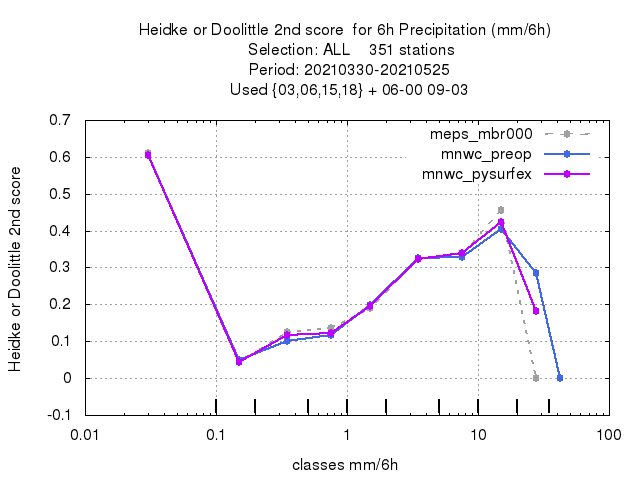 Heidke or Doolittle 2nd score  for 6h Precipitation (mm/6h)
Selection: ALL    351 stations
Period: 20210330-20210525
Used {03,06,15,18} + 06-00 09-03
meps_mbr000
mnwc_preop
mnwc_pysurfex
Heidke or Doolittle 2nd score
0.7
0.6
0.5
0.4
0.3
0.2
0.1
0
-0.1
0.01
0.1
1
10
100
classes mm/6h